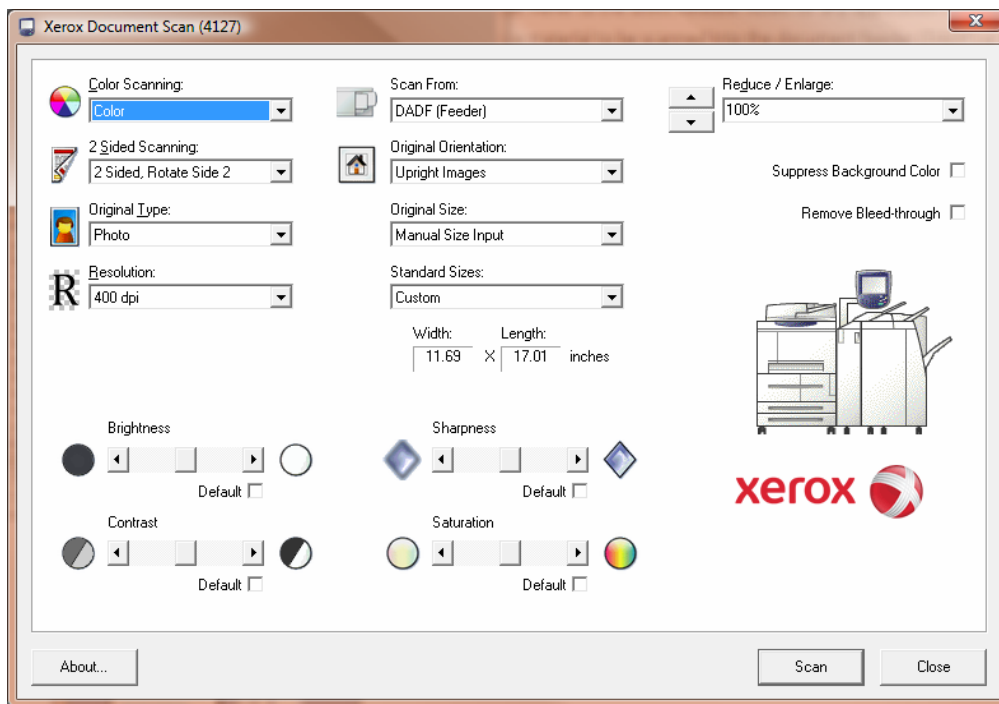 Xerox Document Scan (4127)
Color Scanning:
Color
2 Sided Scanning:
2 Sided, Rotate Side 2
Original Type:
Photo
Resolution:
R
400 dpi
Scan From:
DADF (Feeder)
Original Orientation:
Upright Images
Original Size:
Manual Size Input
Standard Sizes:
Custom
Width: Length:
11.69 X 17.01 inches
Reduce / Enlarge:
100%
Suppress Background Color
Remove Bleed-through
xerox
Brightness
Default
Sharpness
Default
Contrast
Default
Saturation
Default
About...
Scan
Close